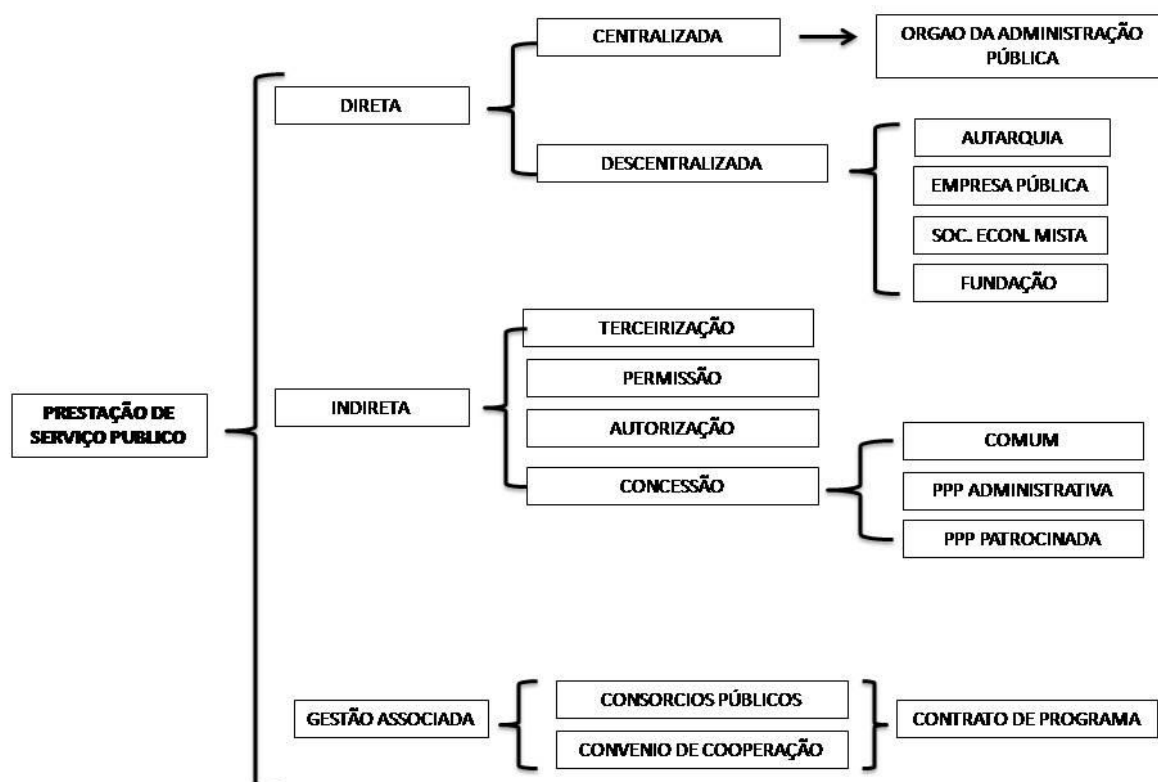 CENTRALIZADA
ORGAO DA ADMINISTRAÇÃO
PÚBLICA
DIRETA
DESCENTRALIZADA
AUTARQUIA
EMPRESA PÚBLICA
SOC.. ECON. MISTA
FUNDAÇÃO
PRESTAÇÃO DE
SERVIÇO PUBLICO
INDIRETA
TERCEIRIZAÇÃO
PERMISSÃO
AUTORIZAÇÃO
CONCESSÃO
COMUM
PPP ADMINISTRATIVA
PPP PATROCINADA
GESTÃO ASSOCIADA
CONSORCIOS PÚBLICOS
CONVENIO DE COOPERAÇÃO
CONTRATO DE PROGRAMA